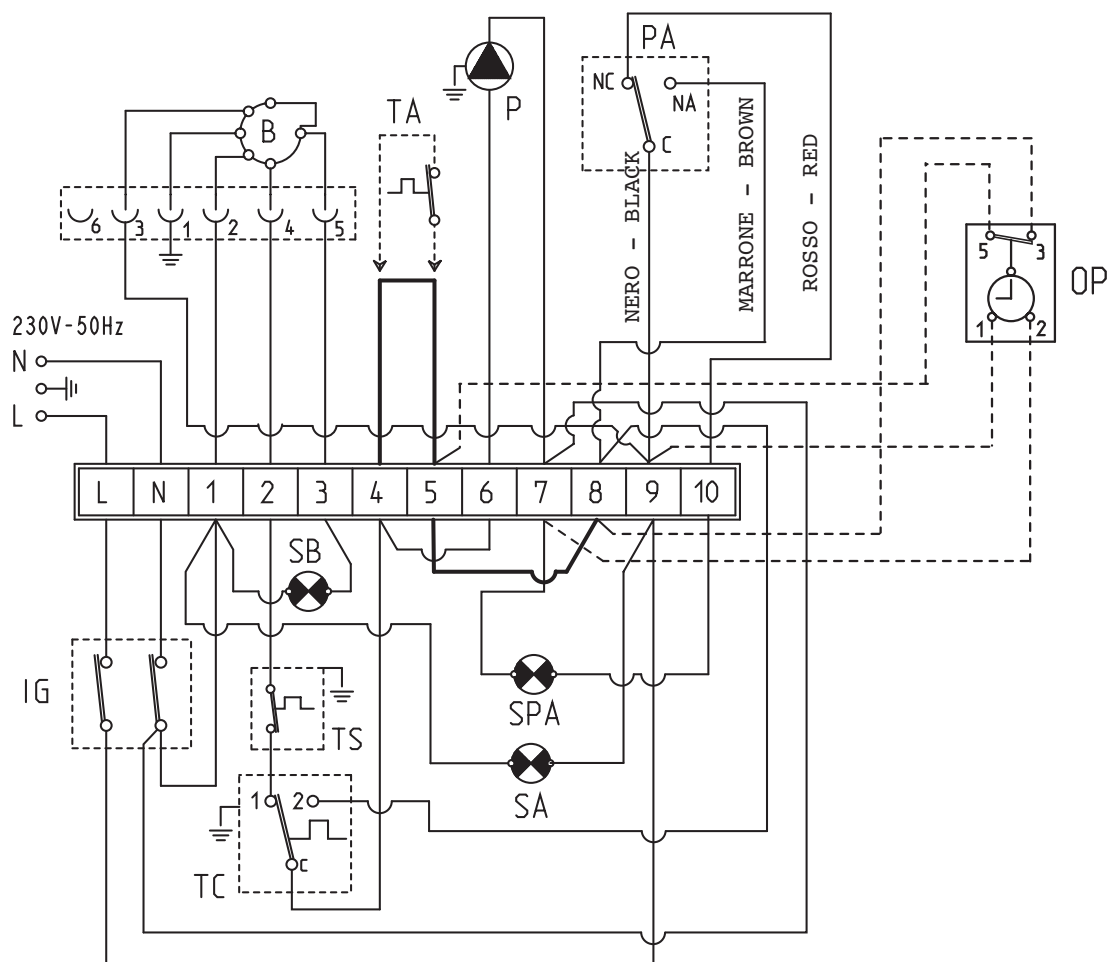 PA
NC
NA
C
P
TA
B
6 3 1 2 4 5
NERO - BLACK
MARRONE - BROWN
ROSSO - RED
5 3
1 2
OP
230V-50Hz
N
L
L N 1 2 3 4 5 6 7 8 9 10
SB
IG
TS
SPA
SA
1 2
C
TC